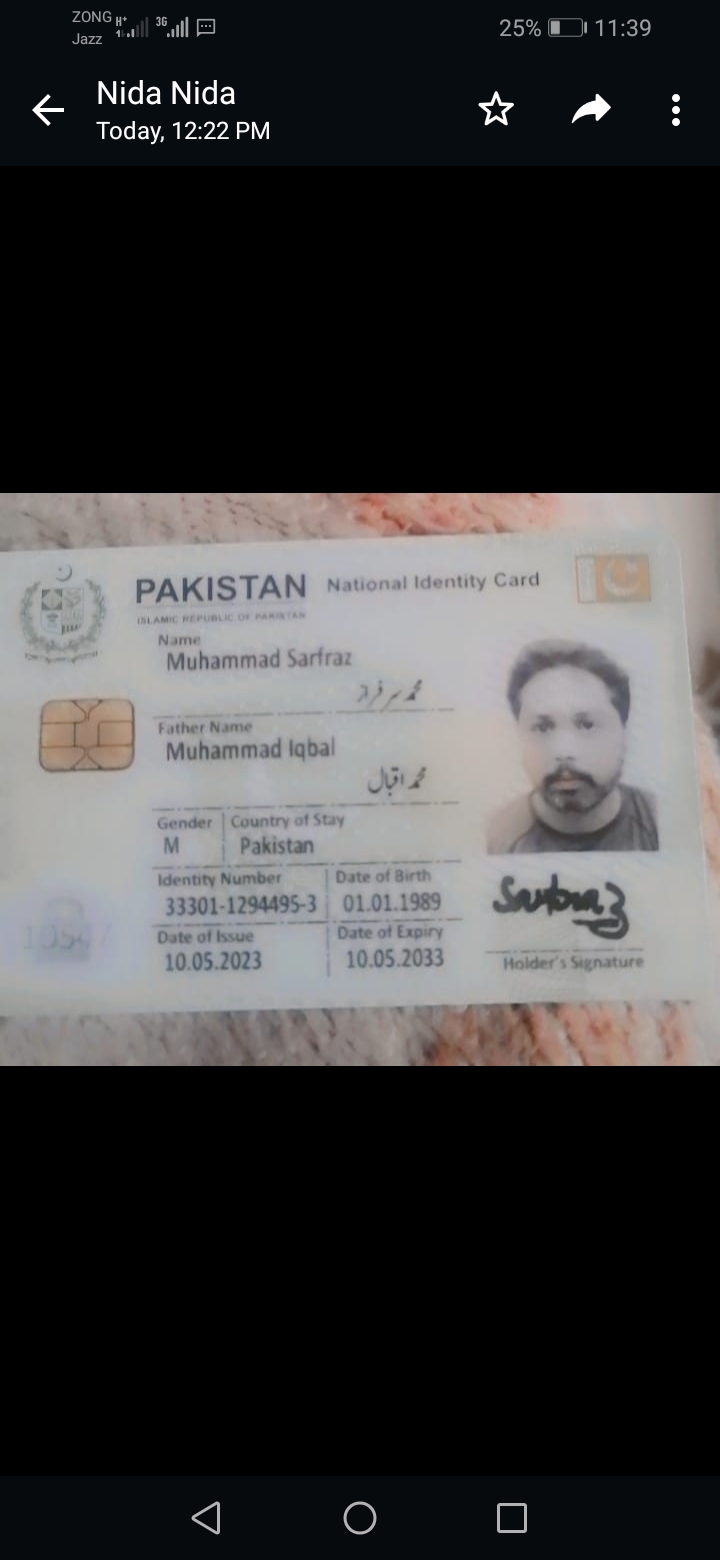 ZONG H+ 3G 25% 11:39
Jazz
Nida Nida
Today, 12:22 PM
PAKISTAN National Identity Card
ISLAMIC REPUBLIC OF PAKISTAN
Name
Muhammad Sarfraz
محمد سرفراز
Father Name
Muhammad Iqbal
محمد اقبال
Gender Country of Stay
M Pakistan
Identity Number Date of Birth
33301-1294495-3 01.01.1989
Date of Issue Date of Expiry
10.05.2023 10.05.2033
Holder's Signature